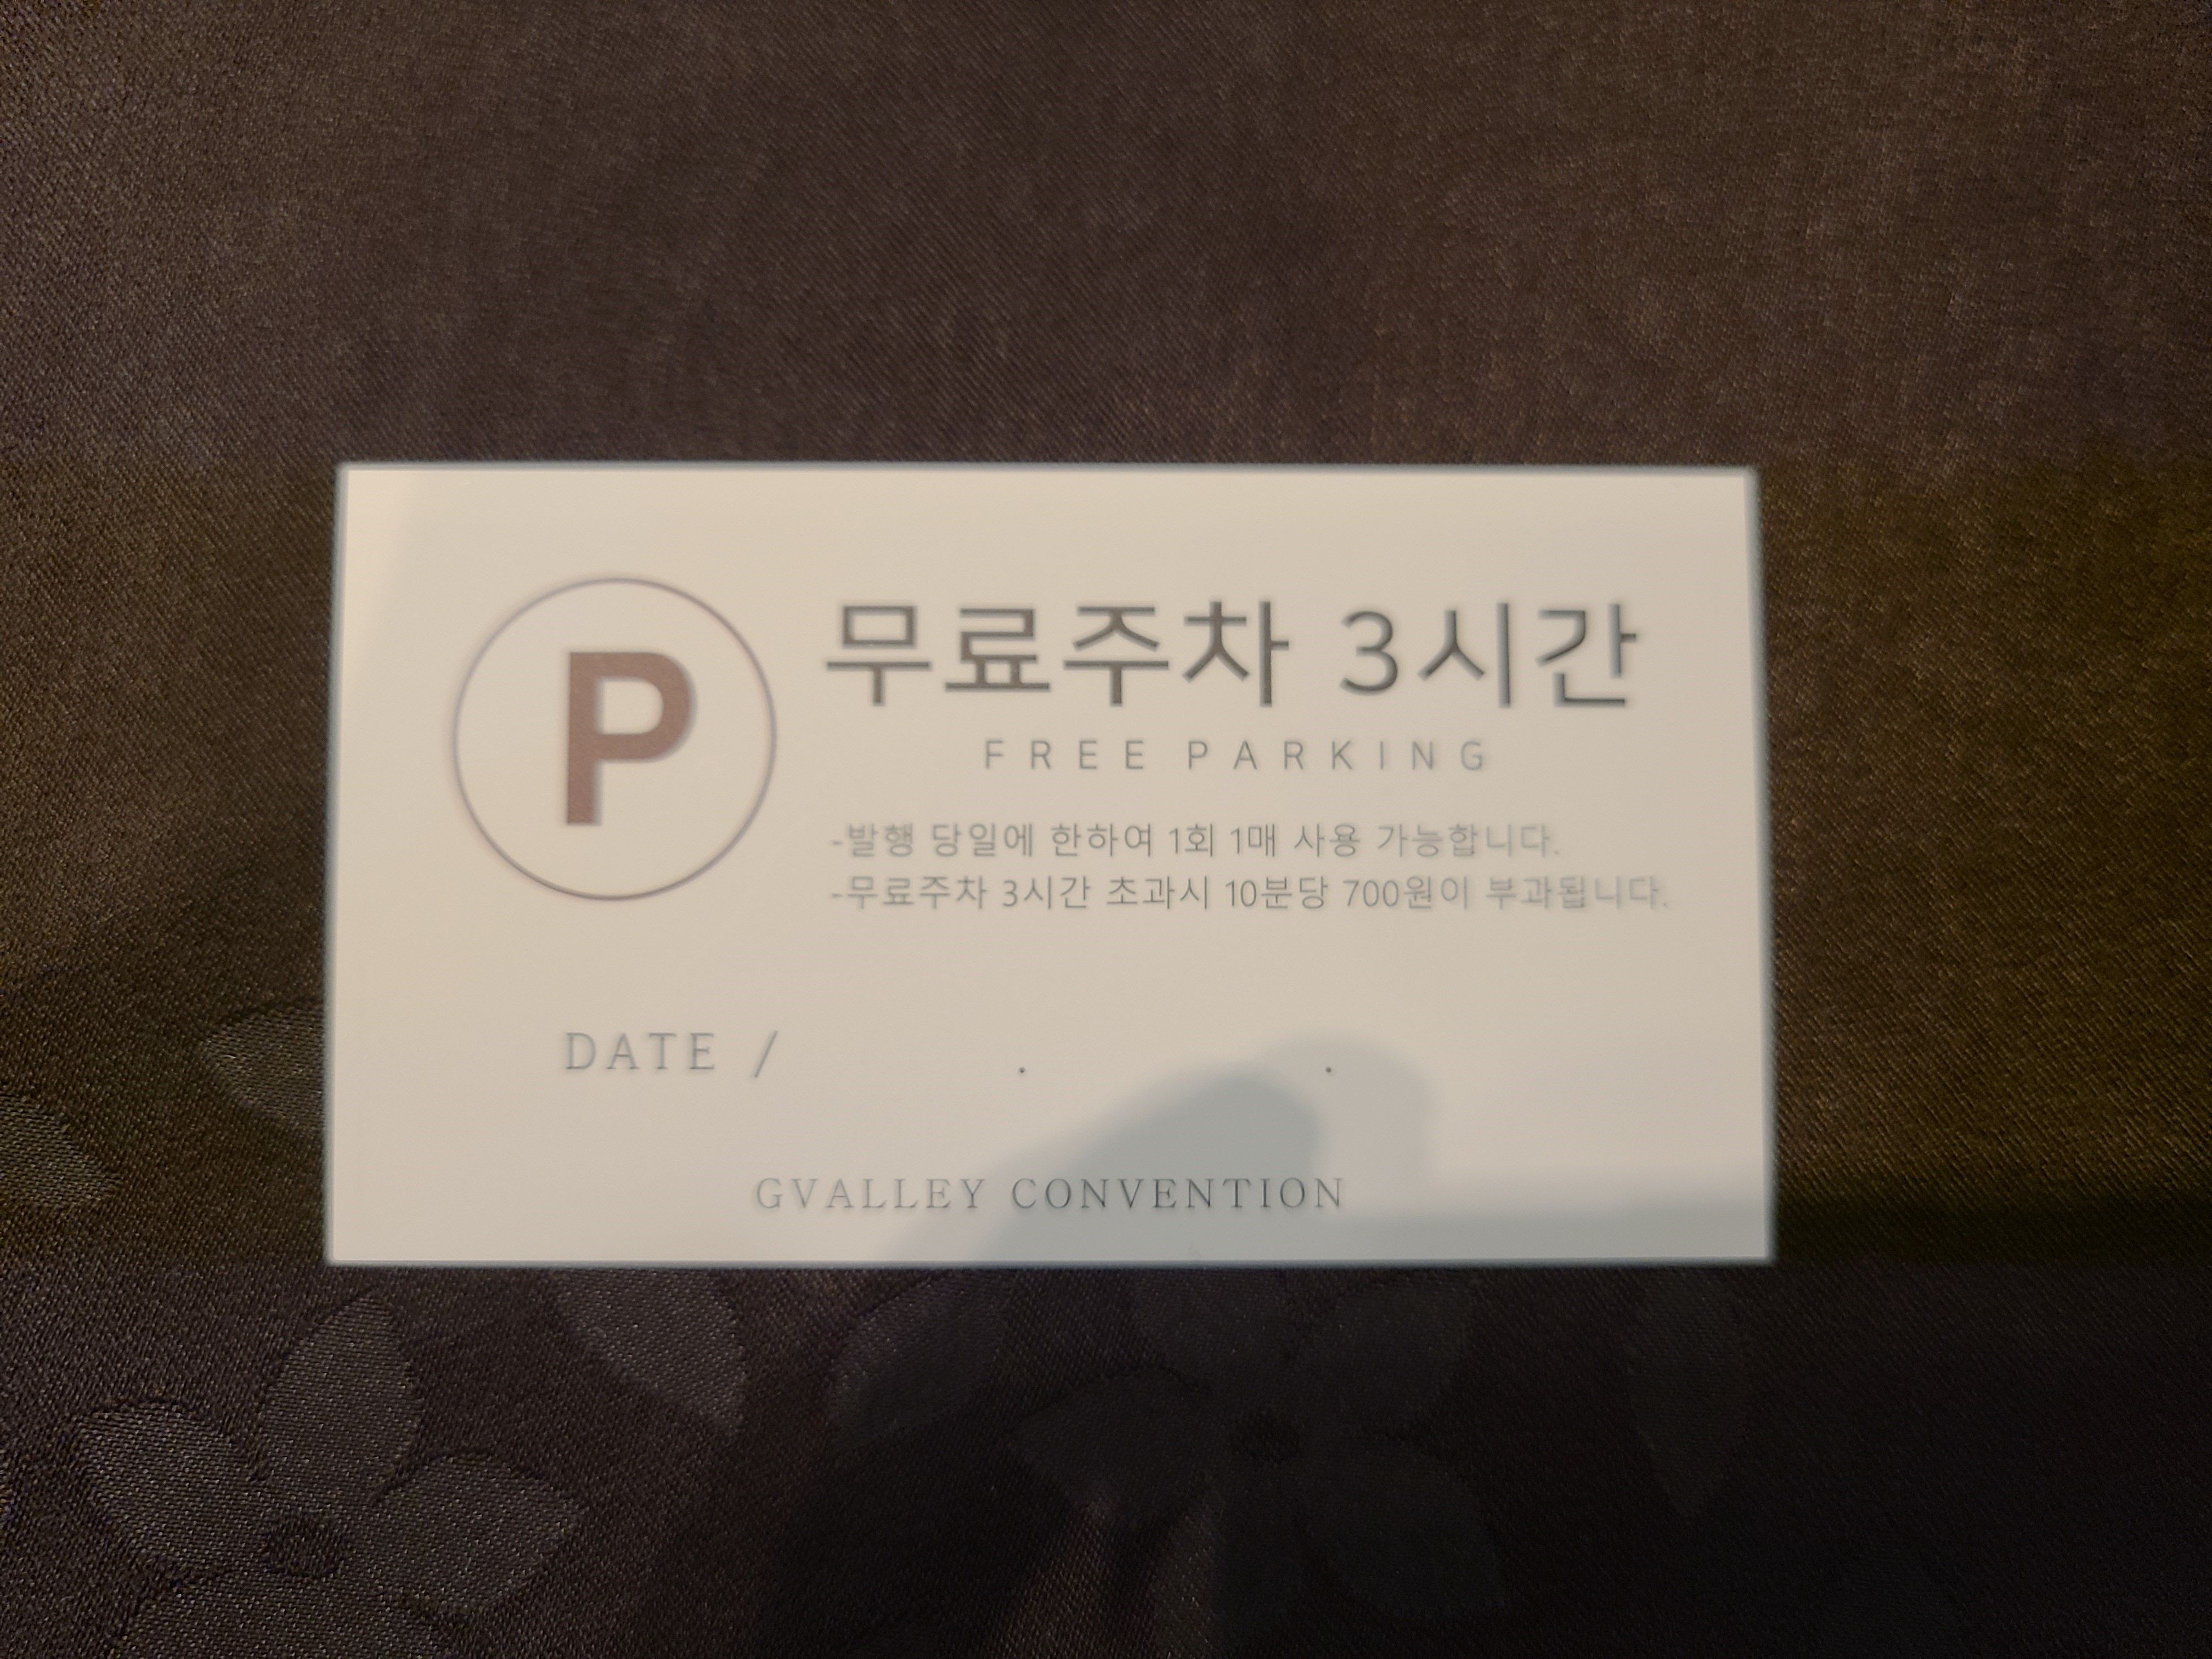 P
무료주차 3시간
FREE PARKING
-발행 당일에 한하여 1회 1매 사용 가능합니다.
-무료주차 3시간 초과시 10분당 700원이 부과됩니다.
DATE / . .
GVALLEY CONVENTION